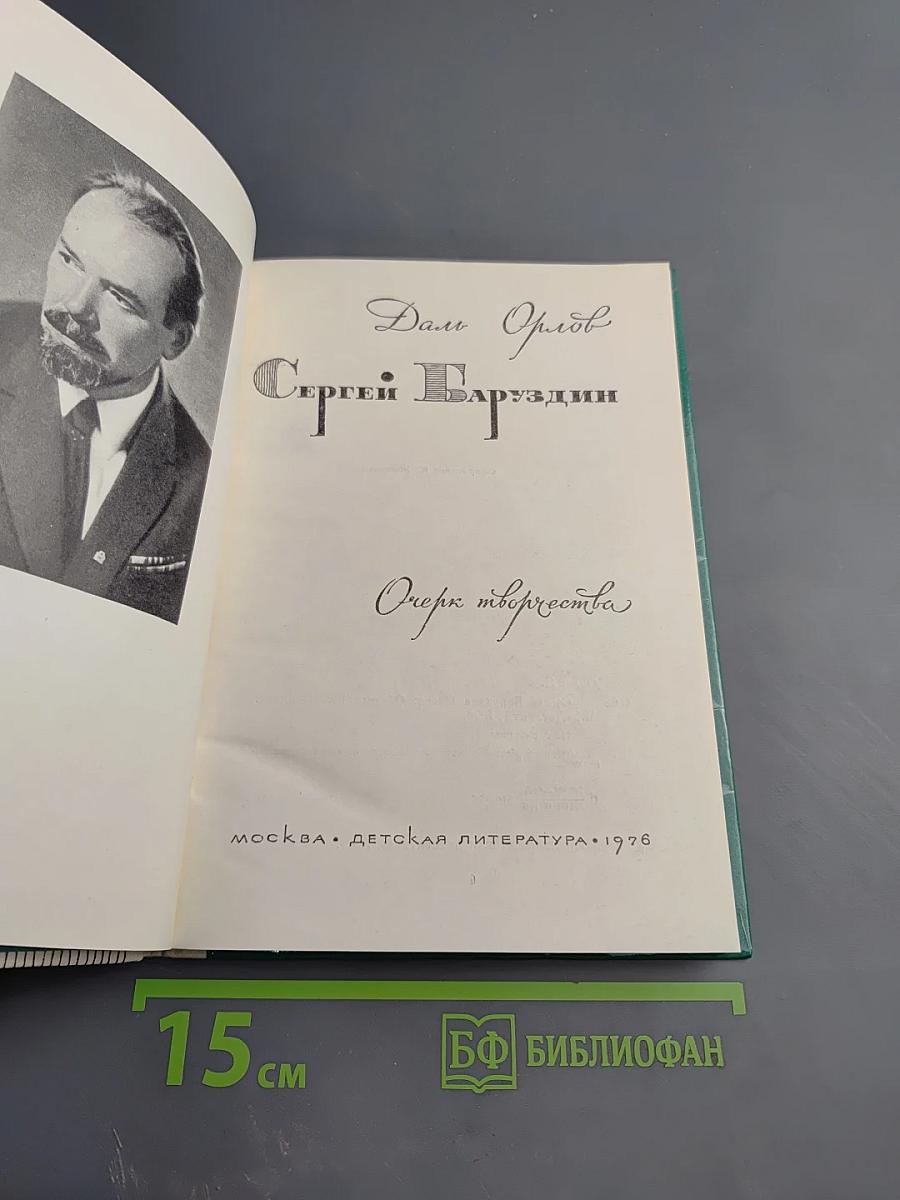 Даль Орлов
Сергей Баруздин
Очерк творчества
МОСКВА • ДЕТСКАЯ ЛИТЕРАТУРА • 1976
15 см
БФ БИБЛИОФАН